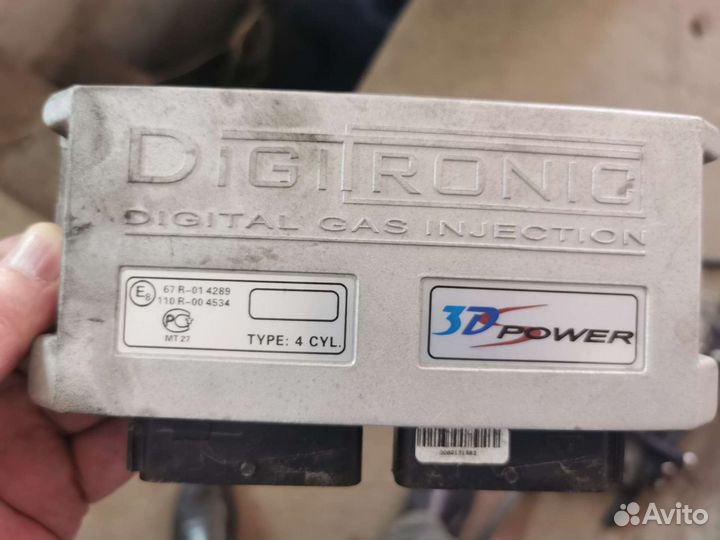 DIGITRONIC
DIGITAL GAS INJECTION
E8
67 R-01 4289
110 R-00 4534
PC
MT 27
TYPE: 4 CYL.
3D POWER
Avito